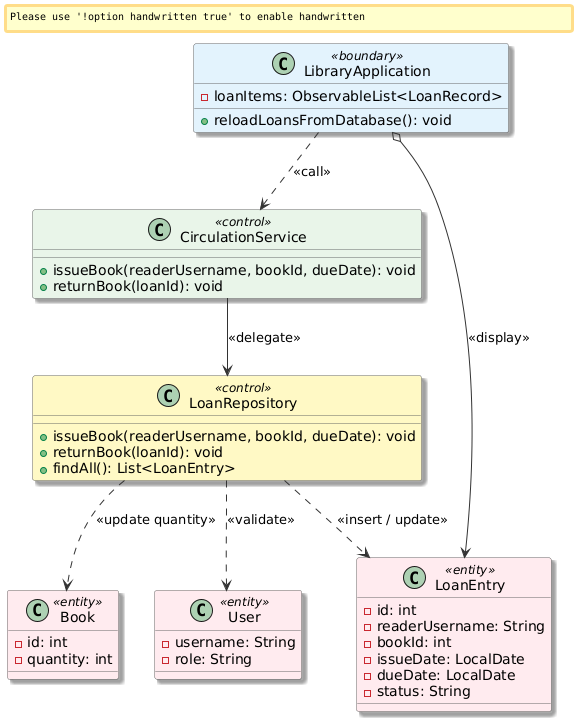 Please use '!option handwritten true' to enable handwritten
«boundary»
C LibraryApplication
loanItems: ObservableList<LoanRecord>
reloadLoansFromDatabase(): void
«call»
«control»
C CirculationService
issueBook(readerUsername, bookId, dueDate): void
returnBook(loanId): void
«delegate»
«display»
«control»
C LoanRepository
issueBook(readerUsername, bookId, dueDate): void
returnBook(loanId): void
findAll(): List<LoanEntry>
«update quantity»
«validate»
«insert / update»
«entity»
C Book
id: int
quantity: int
«entity»
C User
username: String
role: String
«entity»
C LoanEntry
id: int
readerUsername: String
bookId: int
issueDate: LocalDate
dueDate: LocalDate
status: String